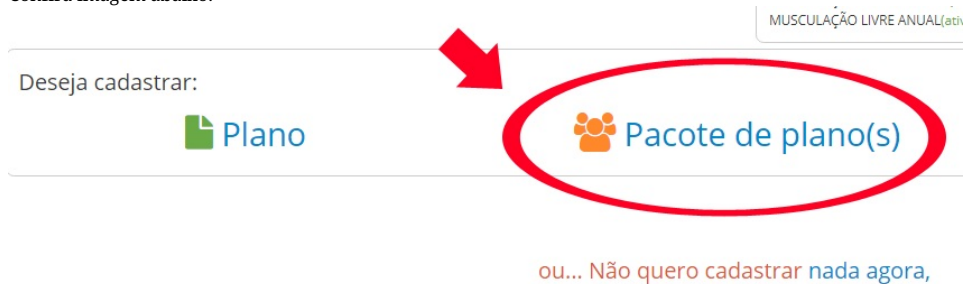 MUSCULAÇÃO LIVRE ANUAL(ativ
Deseja cadastrar:
Plano
Pacote de plano(s)
ou... Não quero cadastrar nada agora,